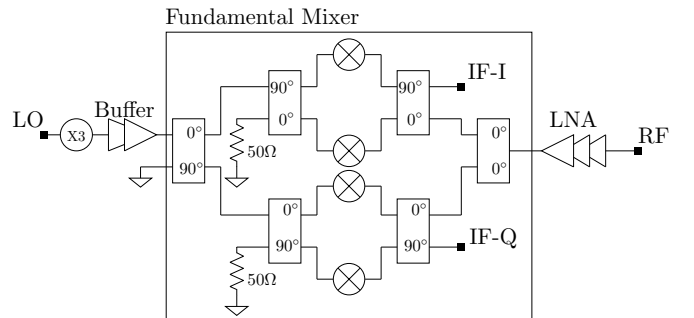 Fundamental Mixer
IF-I
90°
90°
Buffer
LNA
LO
X3
0°
0°
0°
0°
RF
50Ω
90°
0°
0°
0°
IF-Q
90°
90°
50Ω